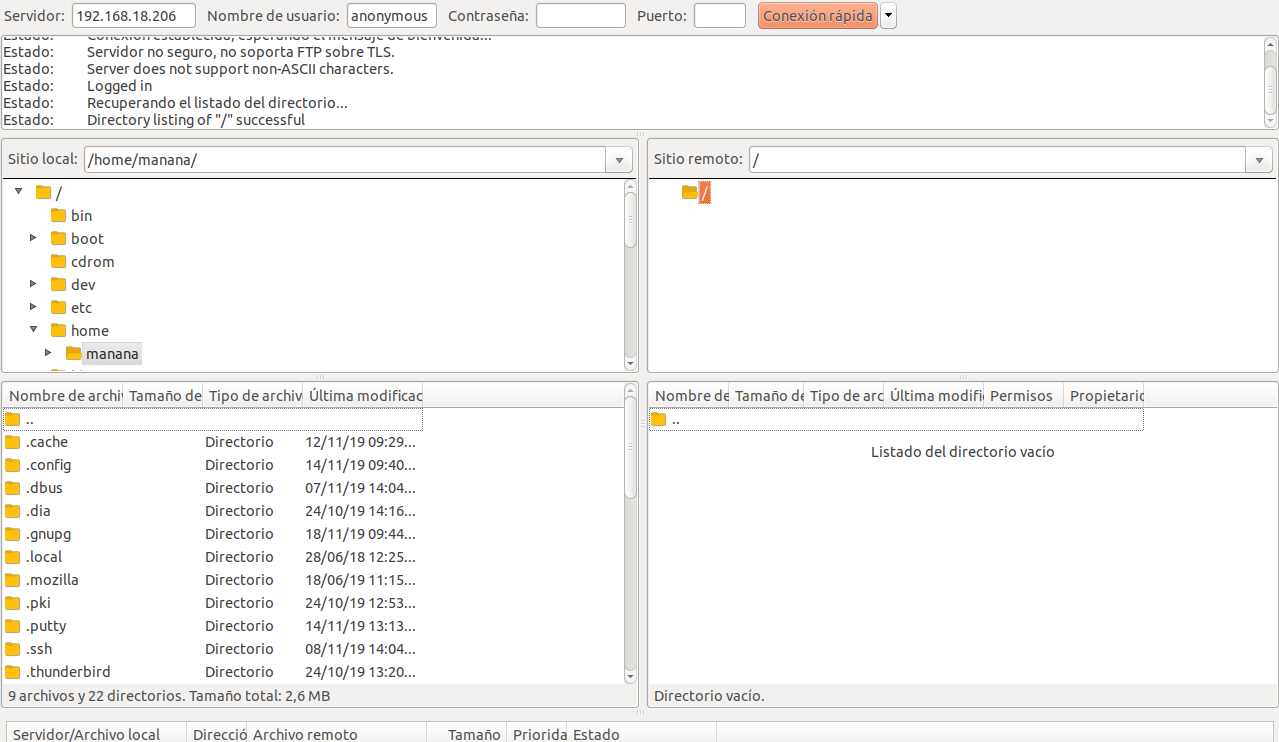 Servidor: 192.168.18.206 Nombre de usuario: anonymous Contraseña: Puerto: Conexión rápida
Estado: Conexión establecida, esperando el mensaje de bienvenida...
Estado: Servidor no seguro, no soporta FTP sobre TLS.
Estado: Server does not support non-ASCII characters.
Estado: Logged in
Estado: Recuperando el listado del directorio...
Estado: Directory listing of "/" successful
Sitio local: /home/manana/
/
bin
boot
cdrom
dev
etc
home
manana
Sitio remoto: /
/
Nombre de archiv Tamaño de Tipo de archiv Última modificac
..
.cache Directorio 12/11/19 09:29...
.config Directorio 14/11/19 09:40...
.dbus Directorio 07/11/19 14:04...
.dia Directorio 24/10/19 14:16...
.gnupg Directorio 18/11/19 09:44...
.local Directorio 28/06/18 12:25...
.mozilla Directorio 18/06/19 11:15...
.pki Directorio 24/10/19 12:53...
.putty Directorio 14/11/19 13:13...
.ssh Directorio 08/11/19 14:04...
.thunderbird Directorio 24/10/19 13:20...
9 archivos y 22 directorios. Tamaño total: 2,6 MB
Nombre de Tamaño de Tipo de arc Última modifi Permisos Propietario
..
Listado del directorio vacío
Directorio vacío.
Servidor/Archivo local Direcció Archivo remoto Tamaño Priorida Estado